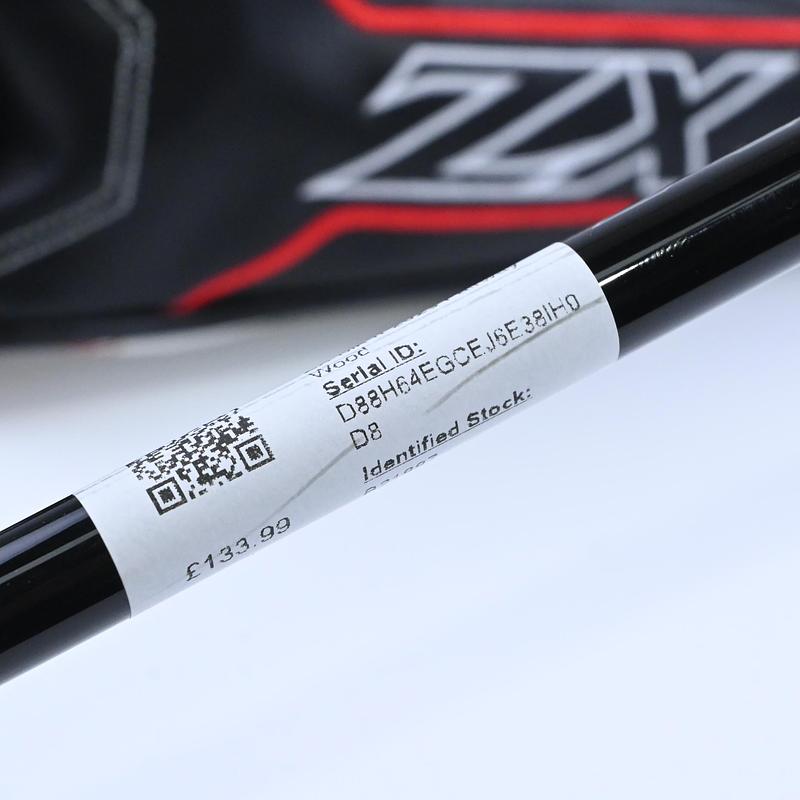 ZX
Wood
Serial ID:
D88H64EGCEJ6E38IH0
D8
Identified Stock:
£133.99